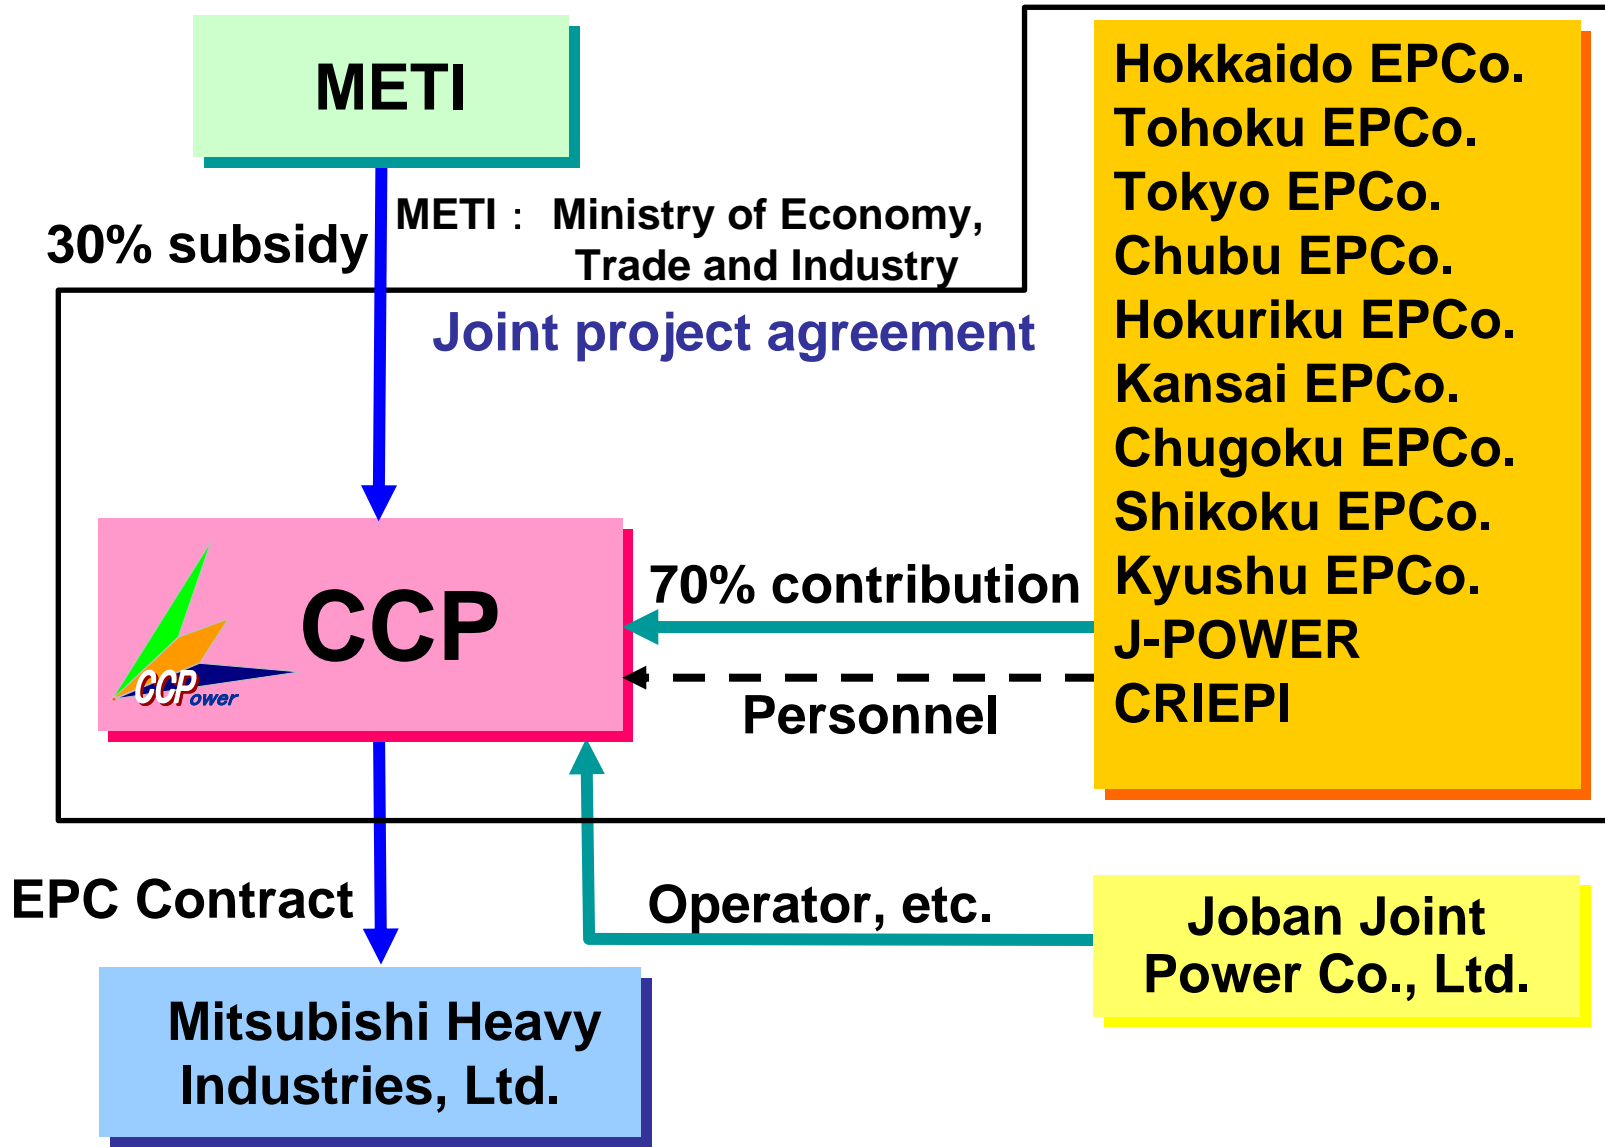 METI
30% subsidy
METI : Ministry of Economy,
Trade and Industry
Joint project agreement
Hokkaido EPCo.
Tohoku EPCo.
Tokyo EPCo.
Chubu EPCo.
Hokuriku EPCo.
Kansai EPCo.
Chugoku EPCo.
Shikoku EPCo.
Kyushu EPCo.
J-POWER
CRIEPI
CCP
CCPower
70% contribution
Personnel
EPC Contract
Operator, etc.
Joban Joint
Power Co., Ltd.
Mitsubishi Heavy
Industries, Ltd.